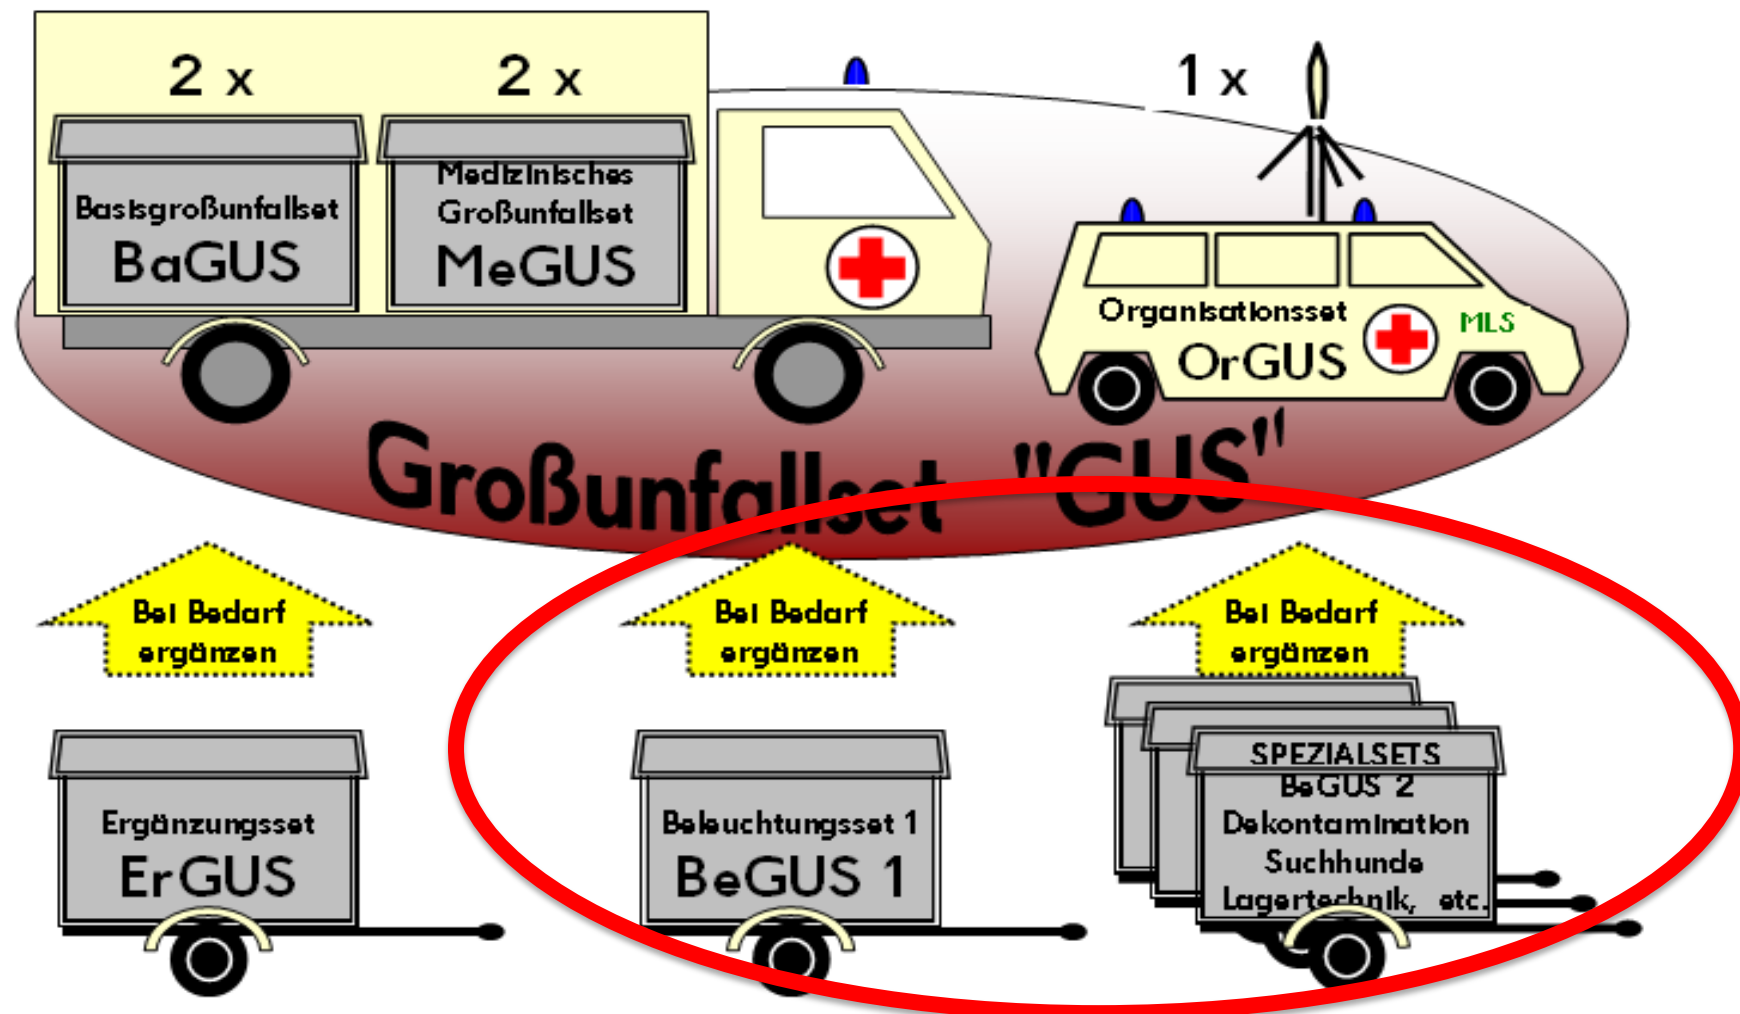 2 x
2 x
1 x
Basisgroßunfallset
BaGUS
Medizinisches
Großunfallset
MeGUS
Organisationsset
OrGUS
MLS
Großunfallset "GUS"
Bei Bedarf
ergänzen
Bei Bedarf
ergänzen
Bei Bedarf
ergänzen
Ergänzungsset
ErGUS
Beleuchtungsset 1
BeGUS 1
SPEZIALSETS
BeGUS 2
Dekontamination
Suchhunde
Lagertechnik, etc.